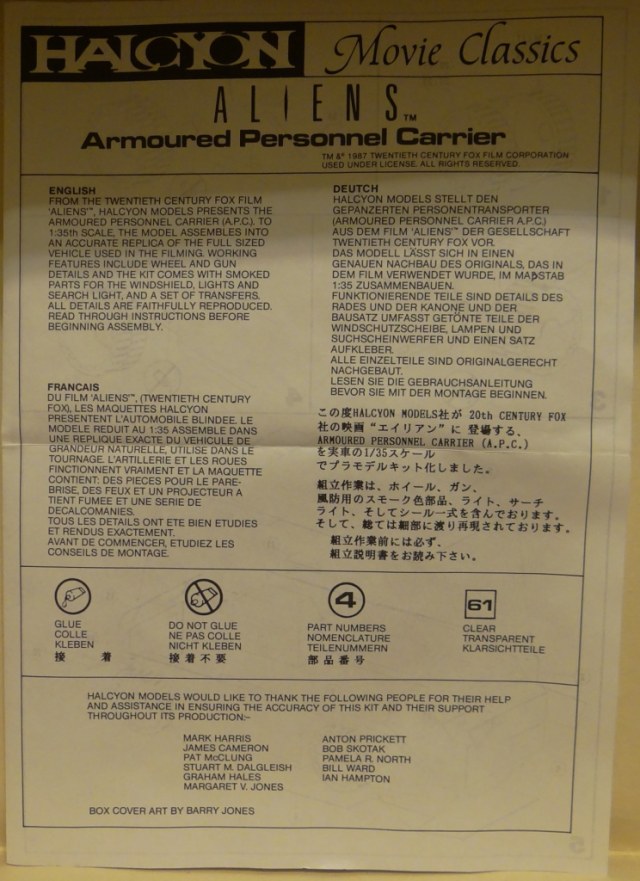 HALCYON Movie Classics
ALIENS™
Armoured Personnel Carrier
TM & © 1987 TWENTIETH CENTURY FOX FILM CORPORATION
USED UNDER LICENSE. ALL RIGHTS RESERVED.
ENGLISH
FROM THE TWENTIETH CENTURY FOX FILM
'ALIENS'™, HALCYON MODELS PRESENTS THE
ARMOURED PERSONNEL CARRIER (A.P.C.). TO
1:35th SCALE, THE MODEL ASSEMBLES INTO
AN ACCURATE REPLICA OF THE FULL SIZED
VEHICLE USED IN THE FILMING. WORKING
FEATURES INCLUDE WHEEL AND GUN
DETAILS AND THE KIT COMES WITH SMOKED
PARTS FOR THE WINDSHIELD, LIGHTS AND
SEARCH LIGHT, AND A SET OF TRANSFERS.
ALL DETAILS ARE FAITHFULLY REPRODUCED.
READ THROUGH INSTRUCTIONS BEFORE
BEGINNING ASSEMBLY.
FRANCAIS
DU FILM 'ALIENS'™, (TWENTIETH CENTURY
FOX), LES MAQUETTES HALCYON
PRESENTENT L'AUTOMOBILE BLINDEE. LE
MODELE REDUIT AU 1:35 ASSEMBLE DANS
UNE REPLIQUE EXACTE DU VEHICULE DE
GRANDEUR NATURELLE, UTILISE DANS LE
TOURNAGE. L'ARTILLERIE ET LES ROUES
FINCTIONNENT VRAIMENT ET LA MAQUETTE
CONTIENT: DES PIECES POUR LE PARE-
BRISE, DES FEUX ET UN PROJECTEUR A
TIENT FUMEE ET UNE SERIE DE
DECALCOMANIES.
TOUS LES DETAILS ONT ETE BIEN ETUDIES
ET RENDUS EXACTEMENT.
AVANT DE COMMENCER, ETUDIEZ LES
CONSEILS DE MONTAGE.
DEUTCH
HALCYON MODELS STELLT DEN
GEPANZERTEN PERSONENTRANSPORTER
(ARMOURED PERSONNEL CARRIER A.P.C.)
AUS DEM FILM 'ALIENS'™ DER GESELLSCHAFT
TWENTIETH CENTURY FOX VOR.
DAS MODELL LÄSST SICH IN EINEN
GENAUEN NACHBAU DES ORIGINALS, DAS IN
DEM FILM VERWENDET WURDE, IM MAßSTAB
1:35 ZUSAMMENBAUEN.
FUNKTIONIERENDE TEILE SIND DETAILS DES
RADES UND DER KANONE UND DER
BAUSATZ UMFASST GETÖNTE TEILE DER
WINDSCHUTZSCHEIBE, LAMPEN UND
SUCHSCHEINWERFER UND EINEN SATZ
AUFKLEBER.
ALLE EINZELTEILE SIND ORIGINALGERECHT
NACHGEBAUT.
LESEN SIE DIE GEBRAUCHSANLEITUNG
BEVOR SIE MIT DER MONTAGE BEGINNEN.
この度HALCYON MODELS社が 20th CENTURY FOX
社の映画“エイリアン”に 登場する、
ARMOURED PERSONNEL CARRIER (A.P.C.)
を実車の1/35スケール
でプラモデルキット化しました。
組立作業は、ホイール、ガン、
風防用のスモーク色部品、ライト、サーチ
ライト、そしてシール一式を含んでおります。
そして、総ては細部に渡り再現されております。
組立作業前には必ず、
組立説明書をお読み下さい。
GLUE
COLLE
KLEBEN
接 着
DO NOT GLUE
NE PAS COLLE
NICHT KLEBEN
接着不要
4
PART NUMBERS
NOMENCLATURE
TEILENUMMERN
部品番号
61
CLEAR
TRANSPARENT
KLARSICHTTEILE
HALCYON MODELS WOULD LIKE TO THANK THE FOLLOWING PEOPLE FOR THEIR HELP
AND ASSISTANCE IN ENSURING THE ACCURACY OF THIS KIT AND THEIR SUPPORT
THROUGHOUT ITS PRODUCTION:-
MARK HARRIS
JAMES CAMERON
PAT McCLUNG
STUART M. DALGLEISH
GRAHAM HALES
MARGARET V. JONES
ANTON PRICKETT
BOB SKOTAK
PAMELA R. NORTH
BILL WARD
IAN HAMPTON
BOX COVER ART BY BARRY JONES